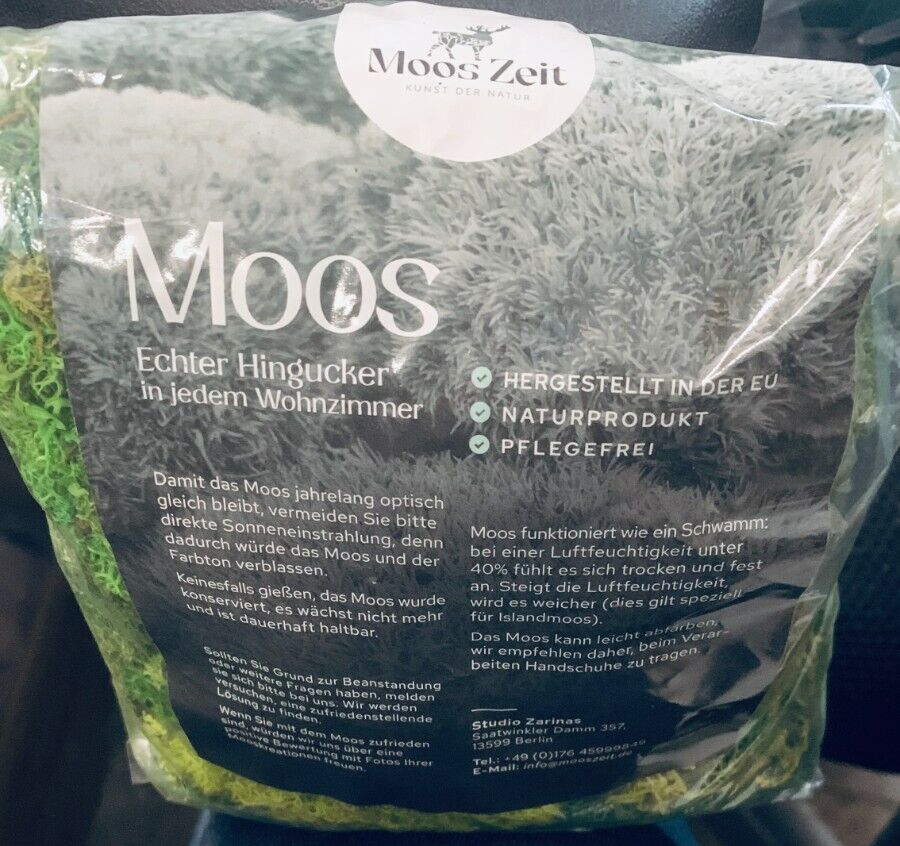 Moos Zeit
KUNST DER NATUR
Moos
Echter Hingucker
in jedem Wohnzimmer
HERGESTELLT IN DER EU
NATURPRODUKT
PFLEGEFREI
Damit das Moos jahrelang optisch
gleich bleibt, vermeiden Sie bitte
direkte Sonneneinstrahlung, denn
dadurch würde das Moos und der
Farbton verblassen.
Keinesfalls gießen, das Moos wurde
konserviert, es wächst nicht mehr
und ist dauerhaft haltbar.
Sollten Sie Grund zur Beanstandung
oder weitere Fragen haben, melden
sie sich bitte bei uns. Wir werden
versuchen, eine zufriedenstellende
Lösung zu finden.
Wenn Sie mit dem Moos zufrieden
sind, würden wir uns über eine
positive Bewertung mit Fotos Ihrer
Mooskreationen freuen.
Moos funktioniert wie ein Schwamm:
bei einer Luftfeuchtigkeit unter
40% fühlt es sich trocken und fest
an. Steigt die Luftfeuchtigkeit,
wird es weicher (dies gilt speziell
für Islandmoos).
Das Moos kann leicht abfärben,
wir empfehlen daher, beim Verar-
beiten Handschuhe zu tragen.
Studio Zarinas
Saatwinkler Damm 357,
13599 Berlin
Tel.: +49 (0)176
E-Mail: info@mooszeit.de